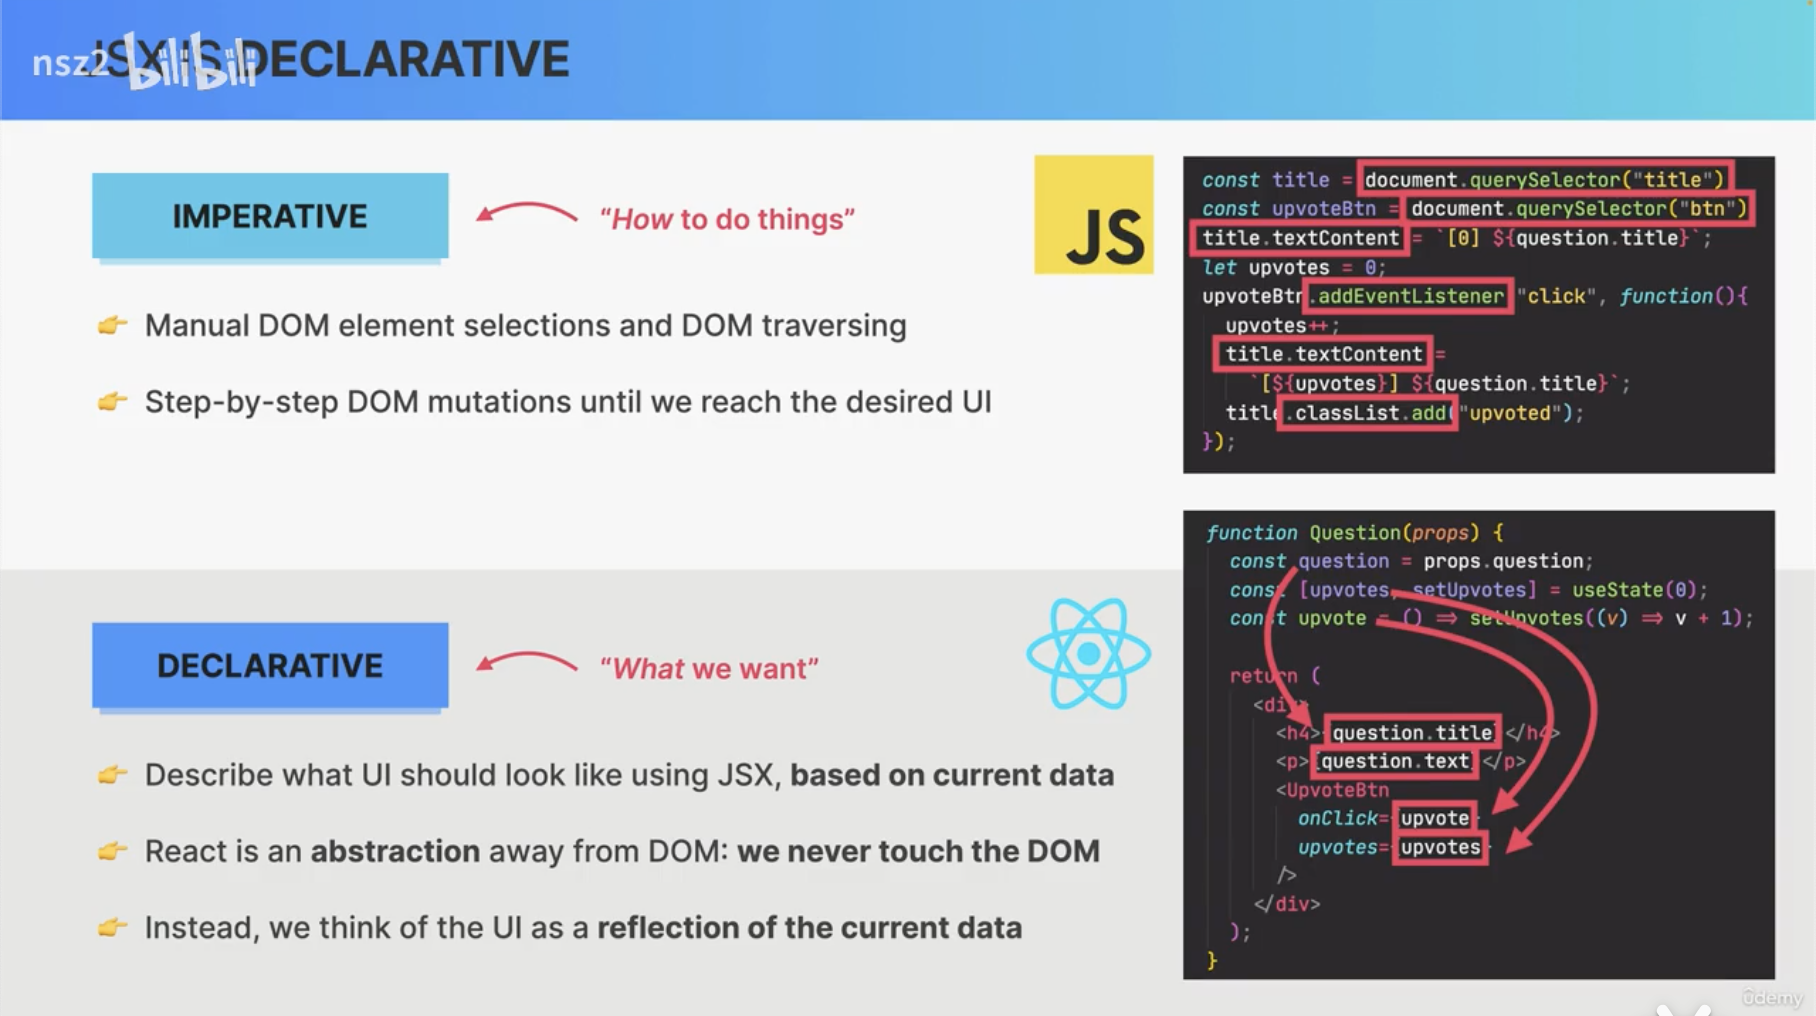 JSX IS DECLARATIVE
nsz2 bilibili
IMPERATIVE
“How to do things”
JS
Manual DOM element selections and DOM traversing
Step-by-step DOM mutations until we reach the desired UI
const title = document.querySelector("title")
const upvoteBtn = document.querySelector("btn")
title.textContent = `[0] ${question.title}`;
let upvotes = 0;
upvoteBtn.addEventListener "click", function(){
upvotes++;
title.textContent =
`[${upvotes}] ${question.title}`;
title.classList.add("upvoted");
});
DECLARATIVE
“What we want”
Describe what UI should look like using JSX, based on current data
React is an abstraction away from DOM: we never touch the DOM
Instead, we think of the UI as a reflection of the current data
function Question(props) {
const question = props.question;
const [upvotes, setUpvotes] = useState(0);
const upvote = () => setUpvotes((v) => v + 1);
return (
<div>
<h4>{question.title}</h4>
<p>{question.text}</p>
<UpvoteBtn
onClick={upvote}
upvotes={upvotes}
/>
</div>
);
}
ûdemy